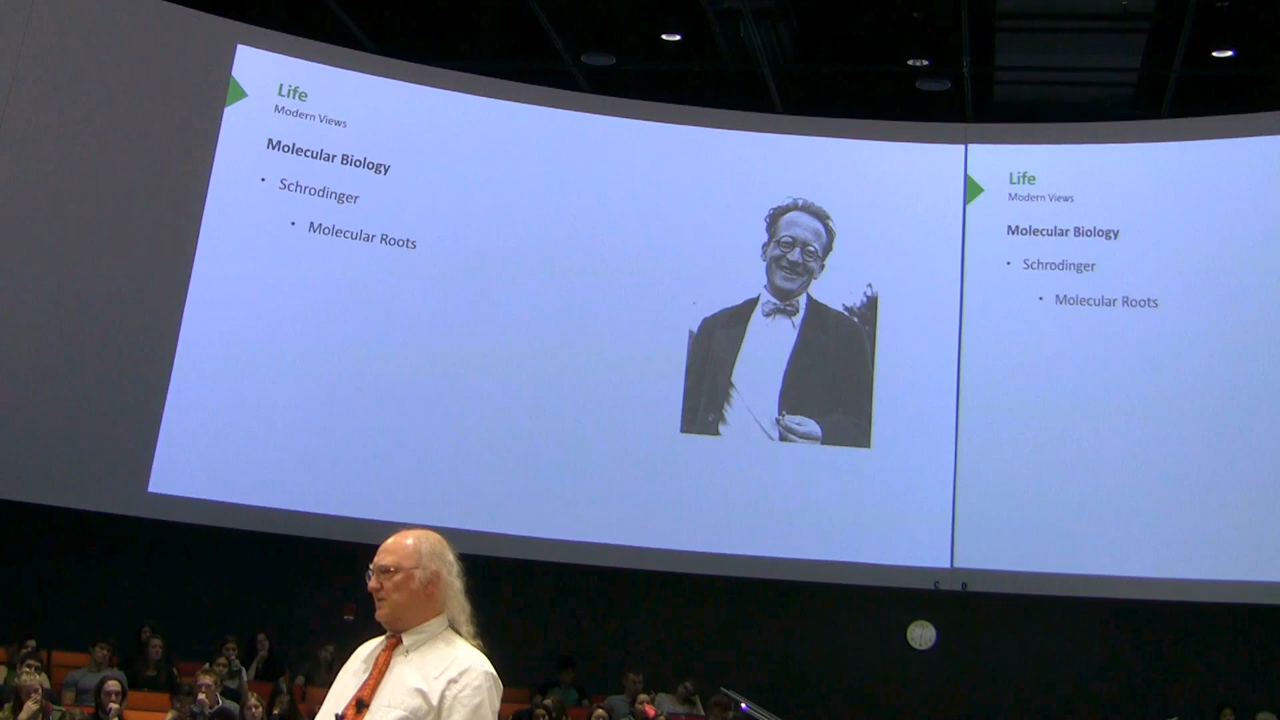 Life
Modern Views
Molecular Biology
• Schrodinger
• Molecular Roots
Life
Modern Views
Molecular Biology
• Schrodinger
• Molecular Roots